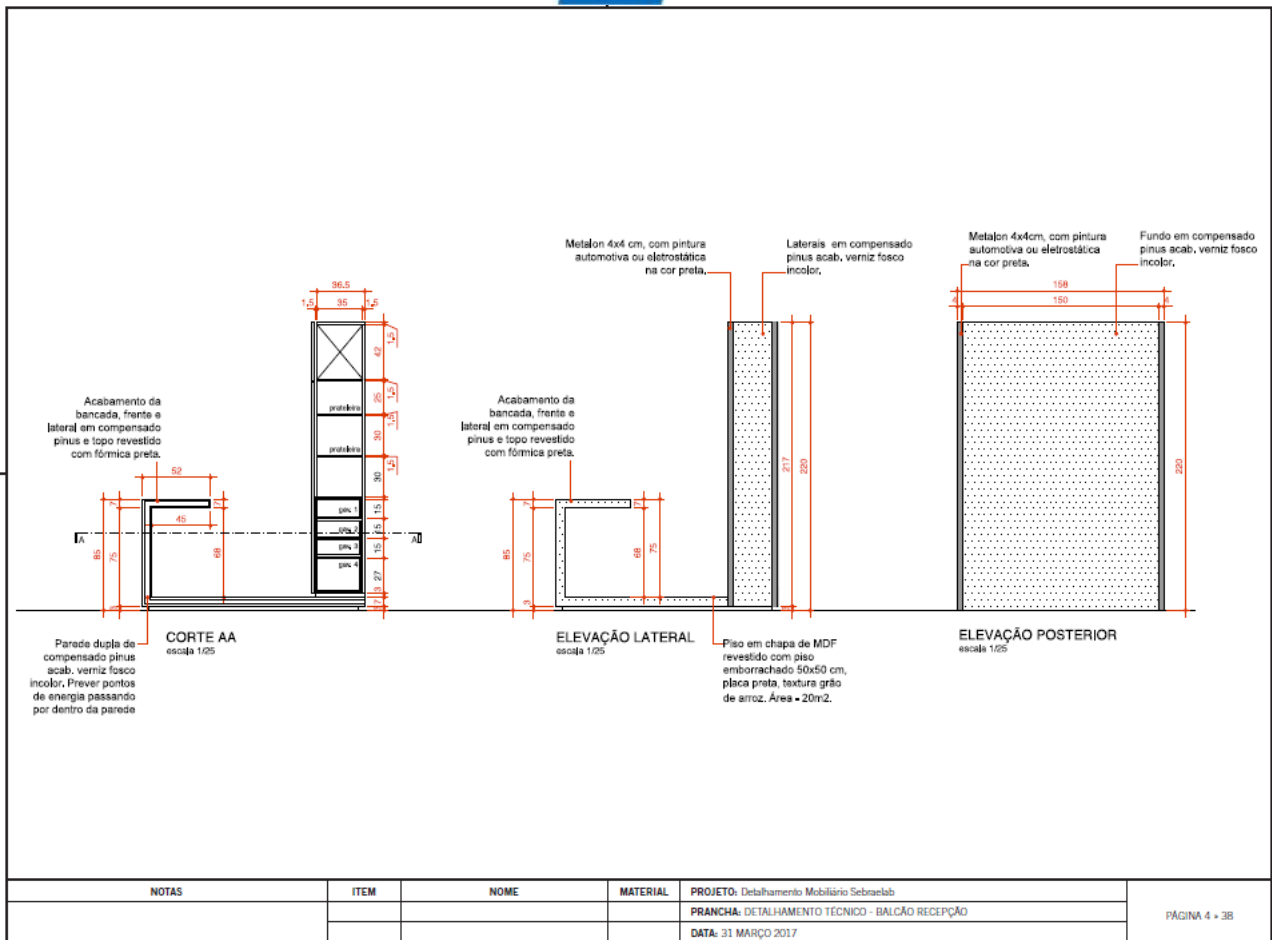 Metalon 4x4 cm, com pintura
automotiva ou eletrostática
na cor preta.
Laterais em compensado
pinus acab. verniz fosco
incolor.
Metalon 4x4cm, com pintura
automotiva ou eletrostática
na cor preta.
Fundo em compensado
pinus acab. verniz fosco
incolor.
36.5
1,5 35 1,5
1,5
42
1,5
25
prateleira
1,5
30
prateleira
1,5
30
gav. 1
15
gav. 2
15
gav. 3
15
gav. 4
27
3
Acabamento da
bancada, frente e
lateral em compensado
pinus e topo revestido
com fórmica preta.
52
7
7
45
A
A
85
75
68
Acabamento da
bancada, frente e
lateral em compensado
pinus e topo revestido
com fórmica preta.
7
7
85
75
68
75
3
217
220
158
4 150 4
220
CORTE AA
escala 1/25
Parede dupla de
compensado pinus
acab. verniz fosco
incolor. Prever pontos
de energia passando
por dentro da parede
ELEVAÇÃO LATERAL
escala 1/25
Piso em chapa de MDF
revestido com piso
emborrachado 50x50 cm,
placa preta, textura grão
de arroz. Área = 20m2.
ELEVAÇÃO POSTERIOR
escala 1/25
NOTAS ITEM NOME MATERIAL PROJETO: Detalhamento Mobiliário Sebraelab
PRANCHA: DETALHAMENTO TÉCNICO - BALCÃO RECEPÇÃO
DATA: 31 MARÇO 2017
PÁGINA 4 » 38